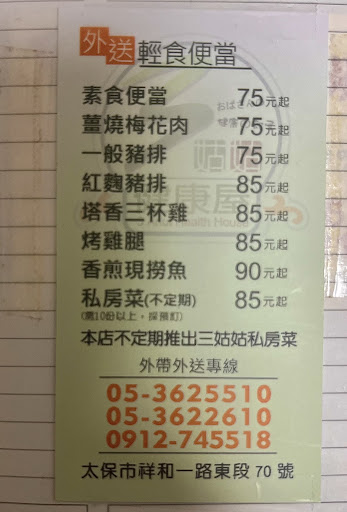 外送 輕食便當
素食便當 75元起
薑燒梅花肉 75元起
一般豬排 75元起
紅麴豬排 85元起
塔香三杯雞 85元起
烤雞腿 85元起
香煎現撈魚 90元起
私房菜(不定期) 85元起
(需10份以上，採預訂)
本店不定期推出三姑姑私房菜
外帶外送專線
05-3625510
05-3622610
0912-745518
太保市祥和一路東段 70 號